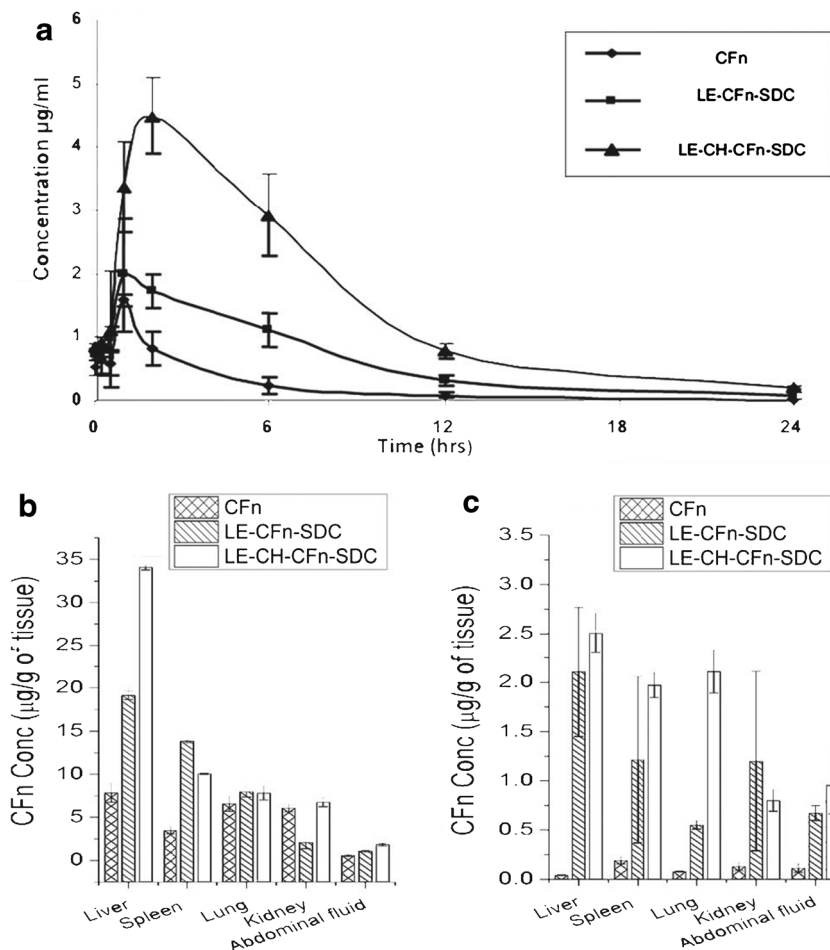 a
6
5
4
3
2
1
0
Concentration µg/ml
0 6 12 18 24
Time (hrs)
CFn
LE-CFn-SDC
LE-CH-CFn-SDC
b
CFn
LE-CFn-SDC
LE-CH-CFn-SDC
35
30
25
20
15
10
5
0
CFn Conc (µg/g of tissue)
Liver
Spleen
Lung
Kidney
Abdominal fluid
c
CFn
LE-CFn-SDC
LE-CH-CFn-SDC
3.5
3.0
2.5
2.0
1.5
1.0
0.5
0.0
CFn Conc (µg/g of tissue)
Liver
Spleen
Lung
Kidney
Abdominal fluid